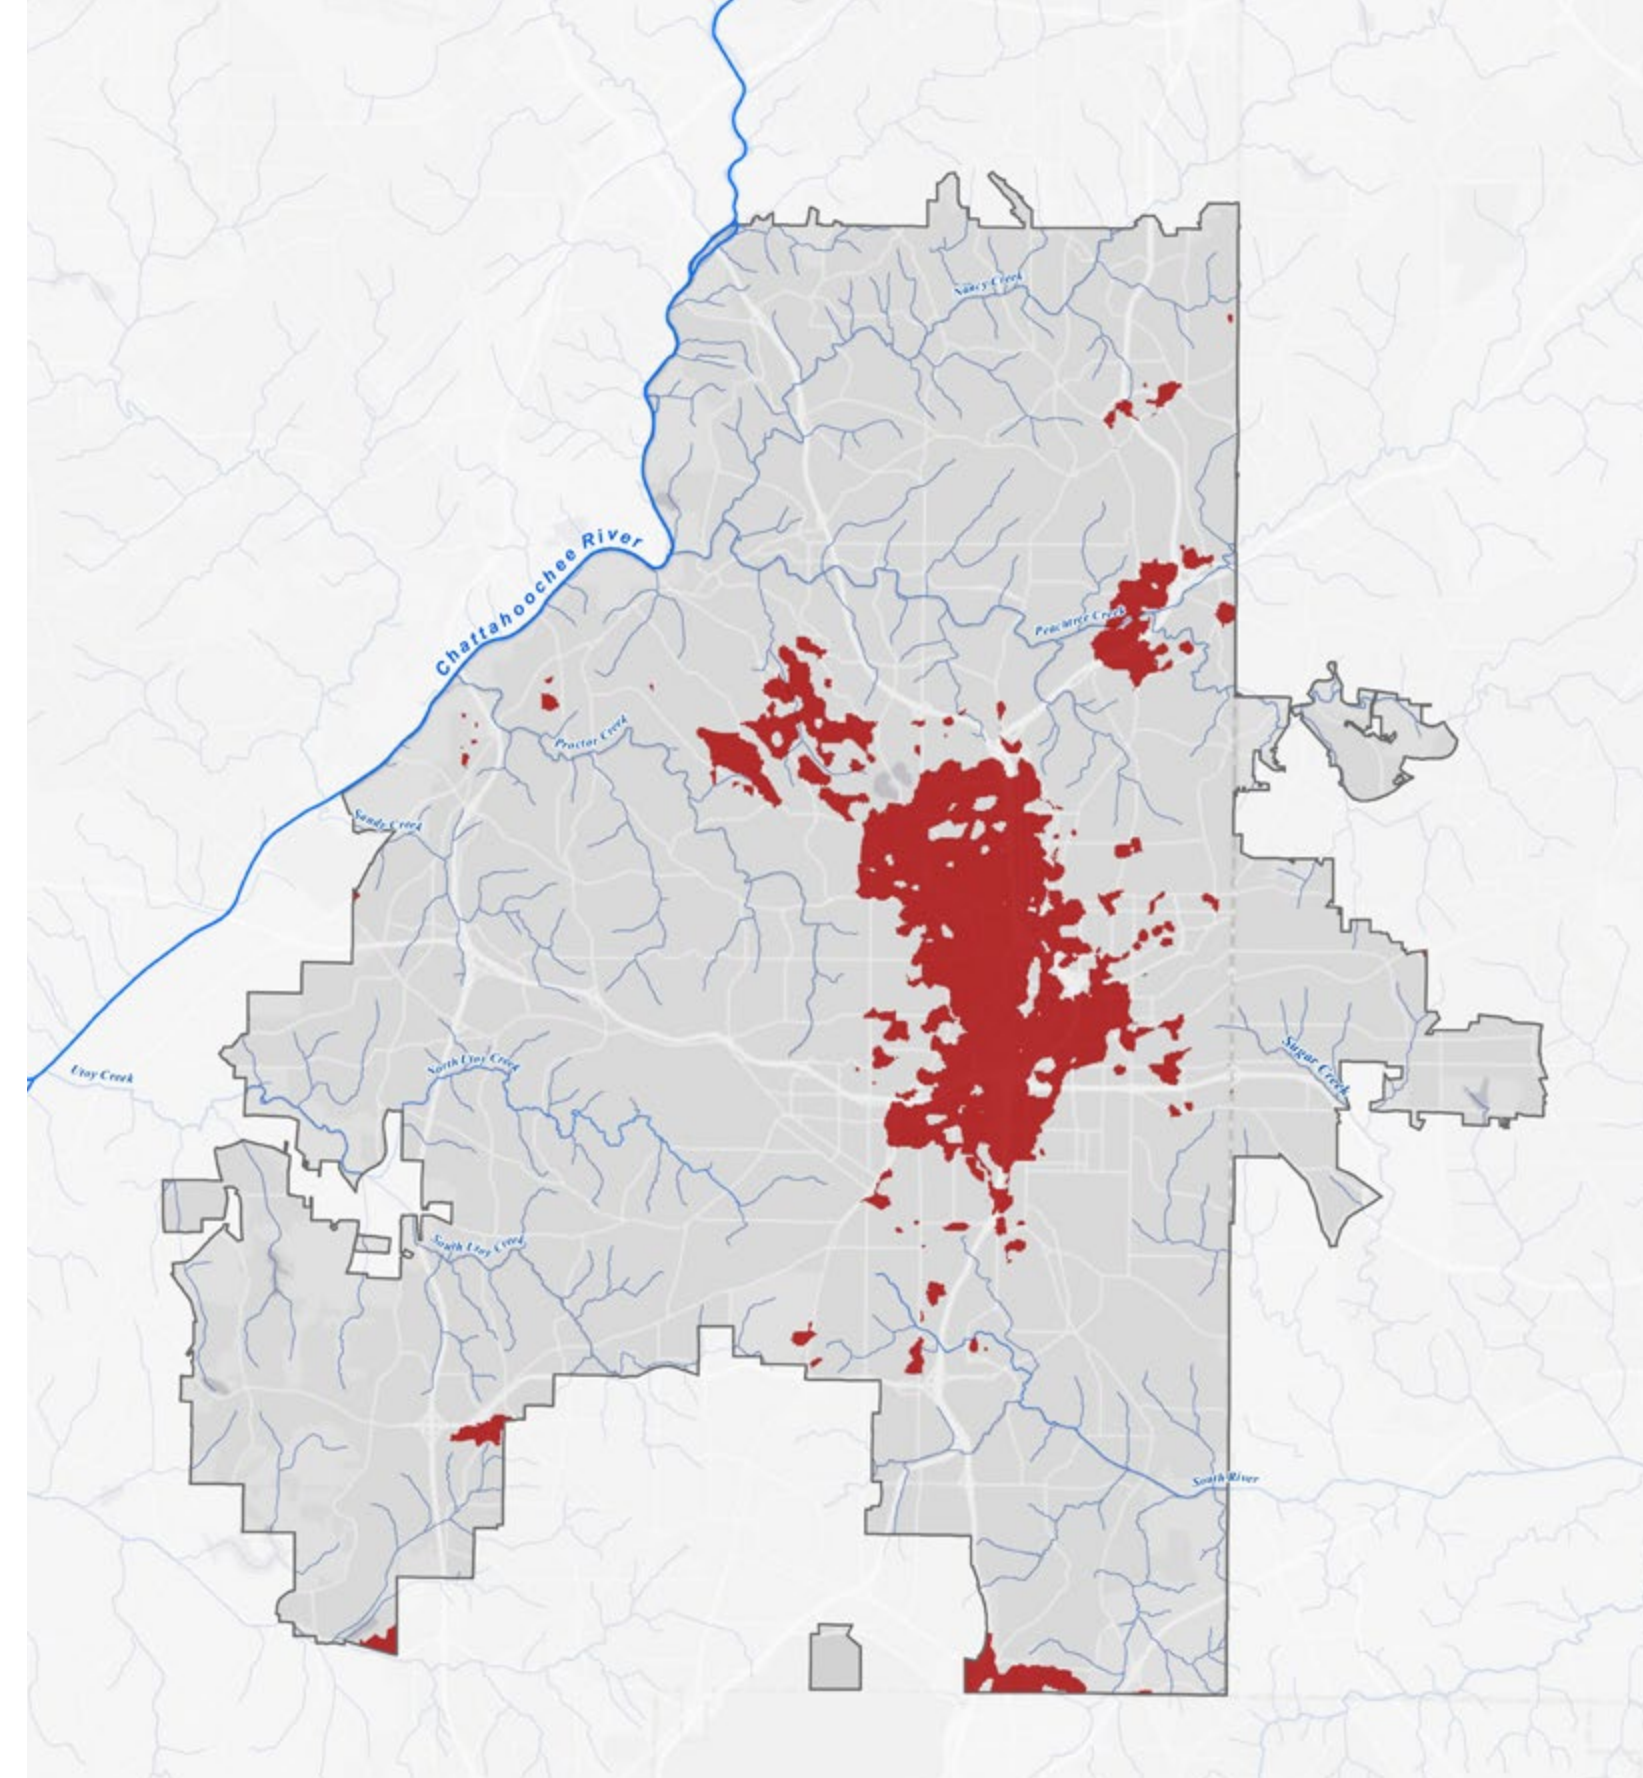 Nancy Creek
Chattahoochee River
Peachtree Creek
Proctor Creek
Sandy Creek
Utoy Creek
North Utoy Creek
Sugar Creek
South Utoy Creek
South River